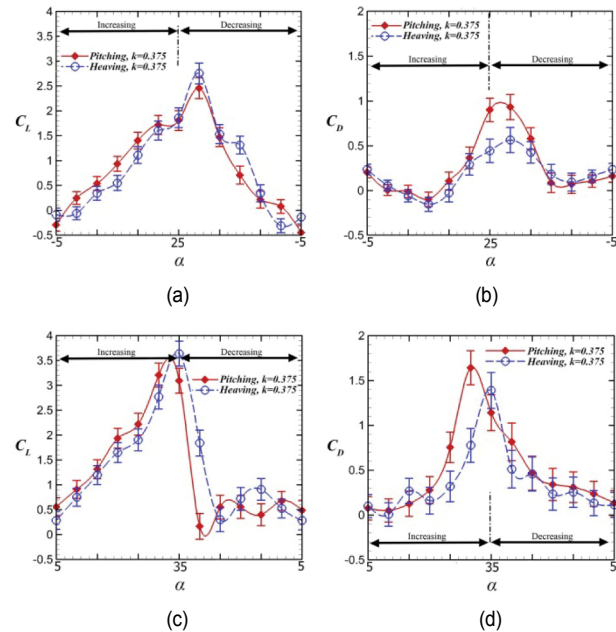 Increasing Decreasing
Pitching, k=0.375
Heaving, k=0.375
C_L
4
3.5
3
2.5
2
1.5
1
0.5
0
-0.5
-5 25 -5
α
(a)
Increasing Decreasing
Pitching, k=0.375
Heaving, k=0.375
C_D
2
1.5
1
0.5
0
-0.5
-5 25 -5
α
(b)
Increasing Decreasing
Pitching, k=0.375
Heaving, k=0.375
C_L
4
3.5
3
2.5
2
1.5
1
0.5
0
-0.5
5 35 5
α
(c)
Pitching, k=0.375
Heaving, k=0.375
C_D
2
1.5
1
0.5
0
-0.5
Increasing Decreasing
5 35 5
α
(d)